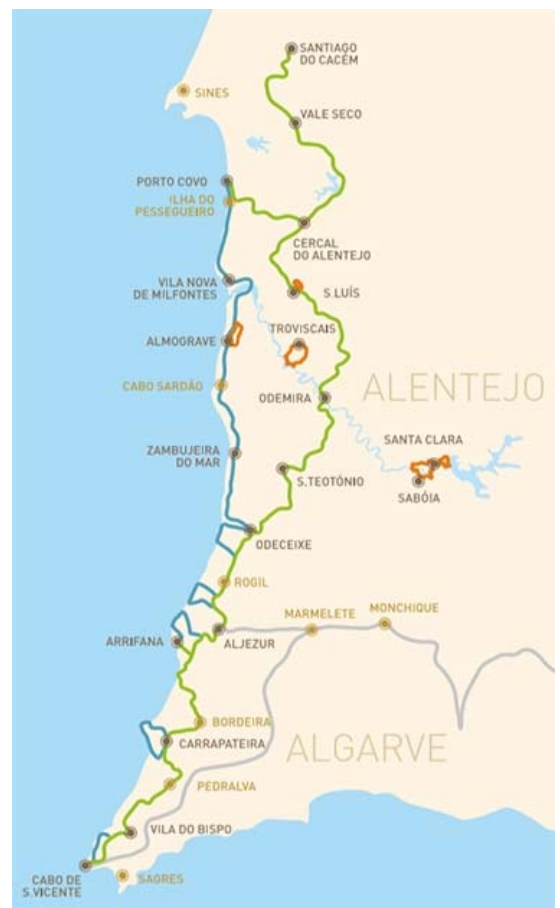 SANTIAGO
DO CACÉM
SINES
VALE SECO
PORTO COVO
ILHA DO
PESSEGUEIRO
CERCAL
DO ALENTEJO
VILA NOVA
DE MILFONTES
S.LUÍS
TROVISCAIS
ALMOGRAVE
CABO SARDÃO
ALENTEJO
ODEMIRA
SANTA CLARA
ZAMBUJEIRA
DO MAR
S.TEOTÓNIO
SABÓIA
ODECEIXE
ROGIL
MARMELETE
MONCHIQUE
ARRIFANA
ALJEZUR
BORDEIRA
CARRAPATEIRA
ALGARVE
PEDRALVA
VILA DO BISPO
CABO DE
S.VICENTE
SAGRES